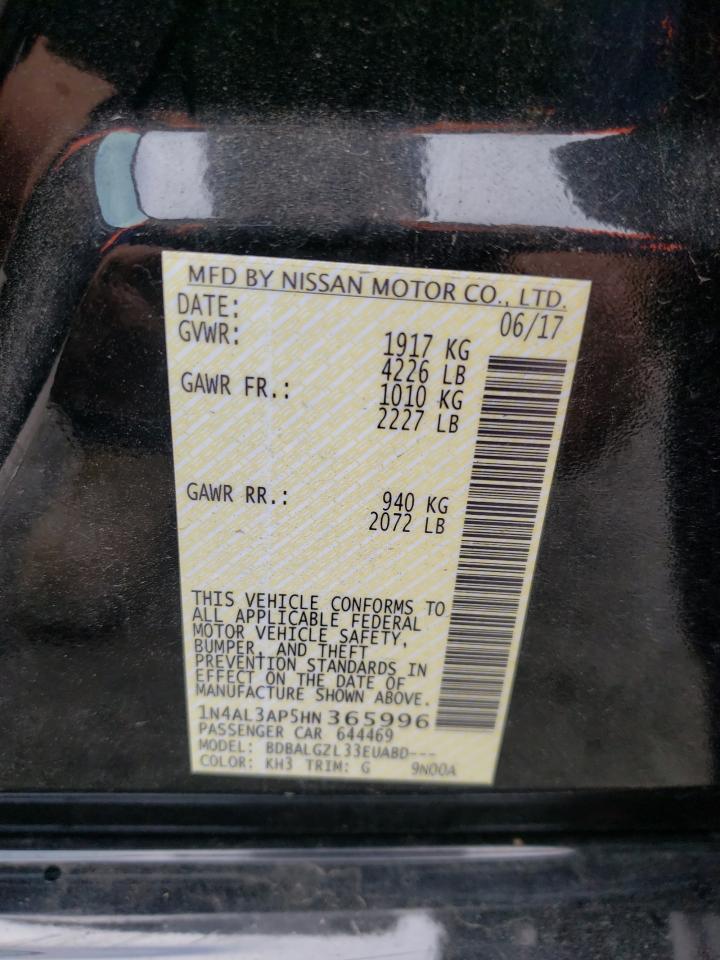 MFD BY NISSAN MOTOR CO., LTD.
DATE: 06/17
GVWR: 1917 KG
4226 LB
GAWR FR.: 1010 KG
2227 LB
GAWR RR.: 940 KG
2072 LB
THIS VEHICLE CONFORMS TO
ALL APPLICABLE FEDERAL
MOTOR VEHICLE SAFETY,
BUMPER, AND THEFT
PREVENTION STANDARDS IN
EFFECT ON THE DATE OF
MANUFACTURE SHOWN ABOVE.
1N4AL3AP5HN 365996
PASSENGER CAR 644469
MODEL: BDBALGZL33EUABD---
COLOR: KH3 TRIM: G 9N00A